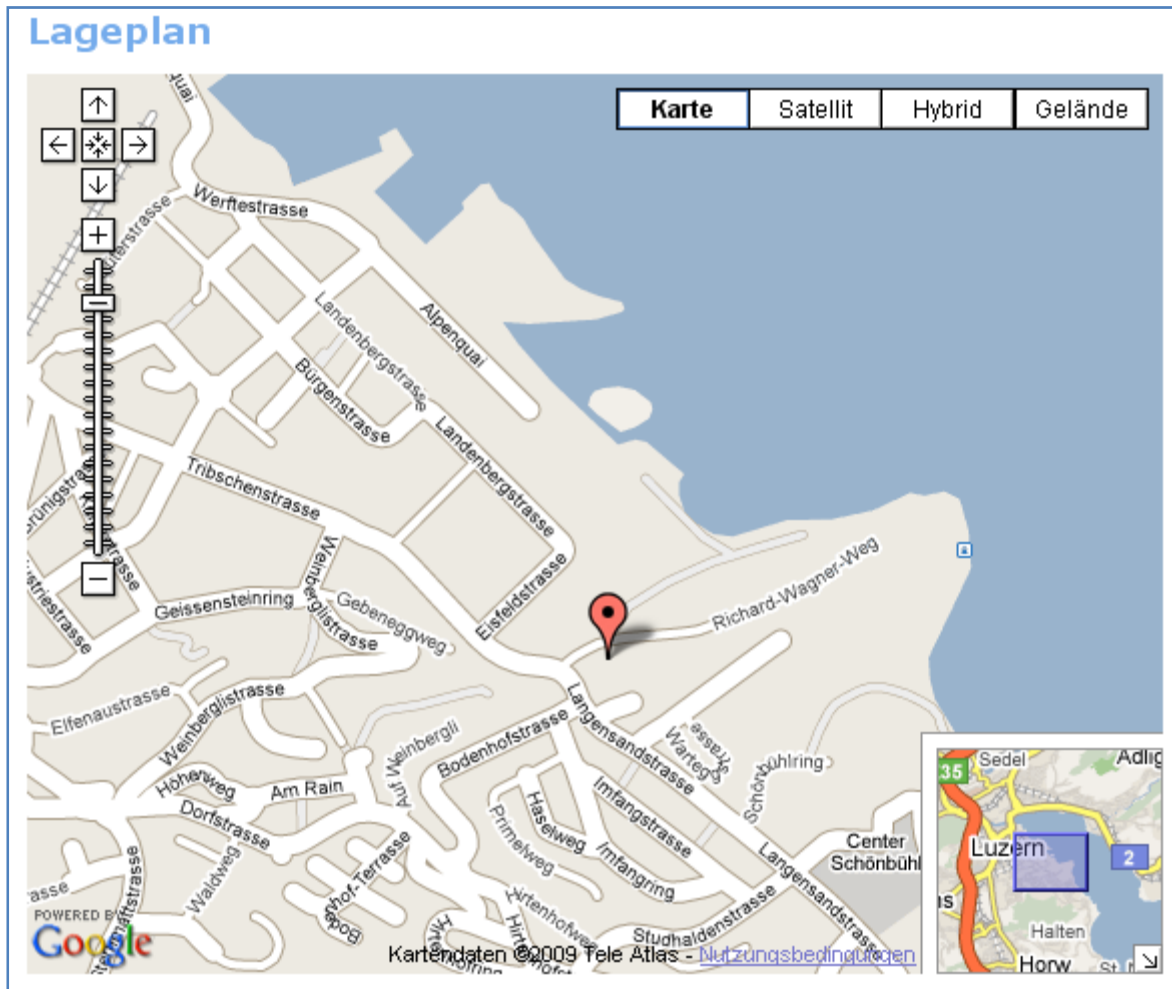 Lageplan
Karte
Satellit
Hybrid
Gelände
Werftestrasse
Alpenquai
Landenbergstrasse
Bürgenstrasse
Landenbergstrasse
Tribschenstrasse
Weinberglistrasse
Eisfeldstrasse
Geissensteinring
Gebeneggweg
Richard-Wagner-Weg
Elfenaustrasse
Weinberglistrasse
Auf Weinbergli
Bodenhofstrasse
Langensandstrasse
Wartegg
strasse
Schönbühlring
Höhenweg
Am Rain
Dorfstrasse
Waldweg
Primelweg
Haselweg
Imfangstrasse
Imfangring
Langensandstrasse
Center
Schönbühl
Studhaldenstrasse
Hirtenhofweg
POWERED BY
Google
Kartendaten ©2009 Tele Atlas - Nutzungsbedingungen
35
Sedel
Adlig
Luzern
2
Halten
Horw